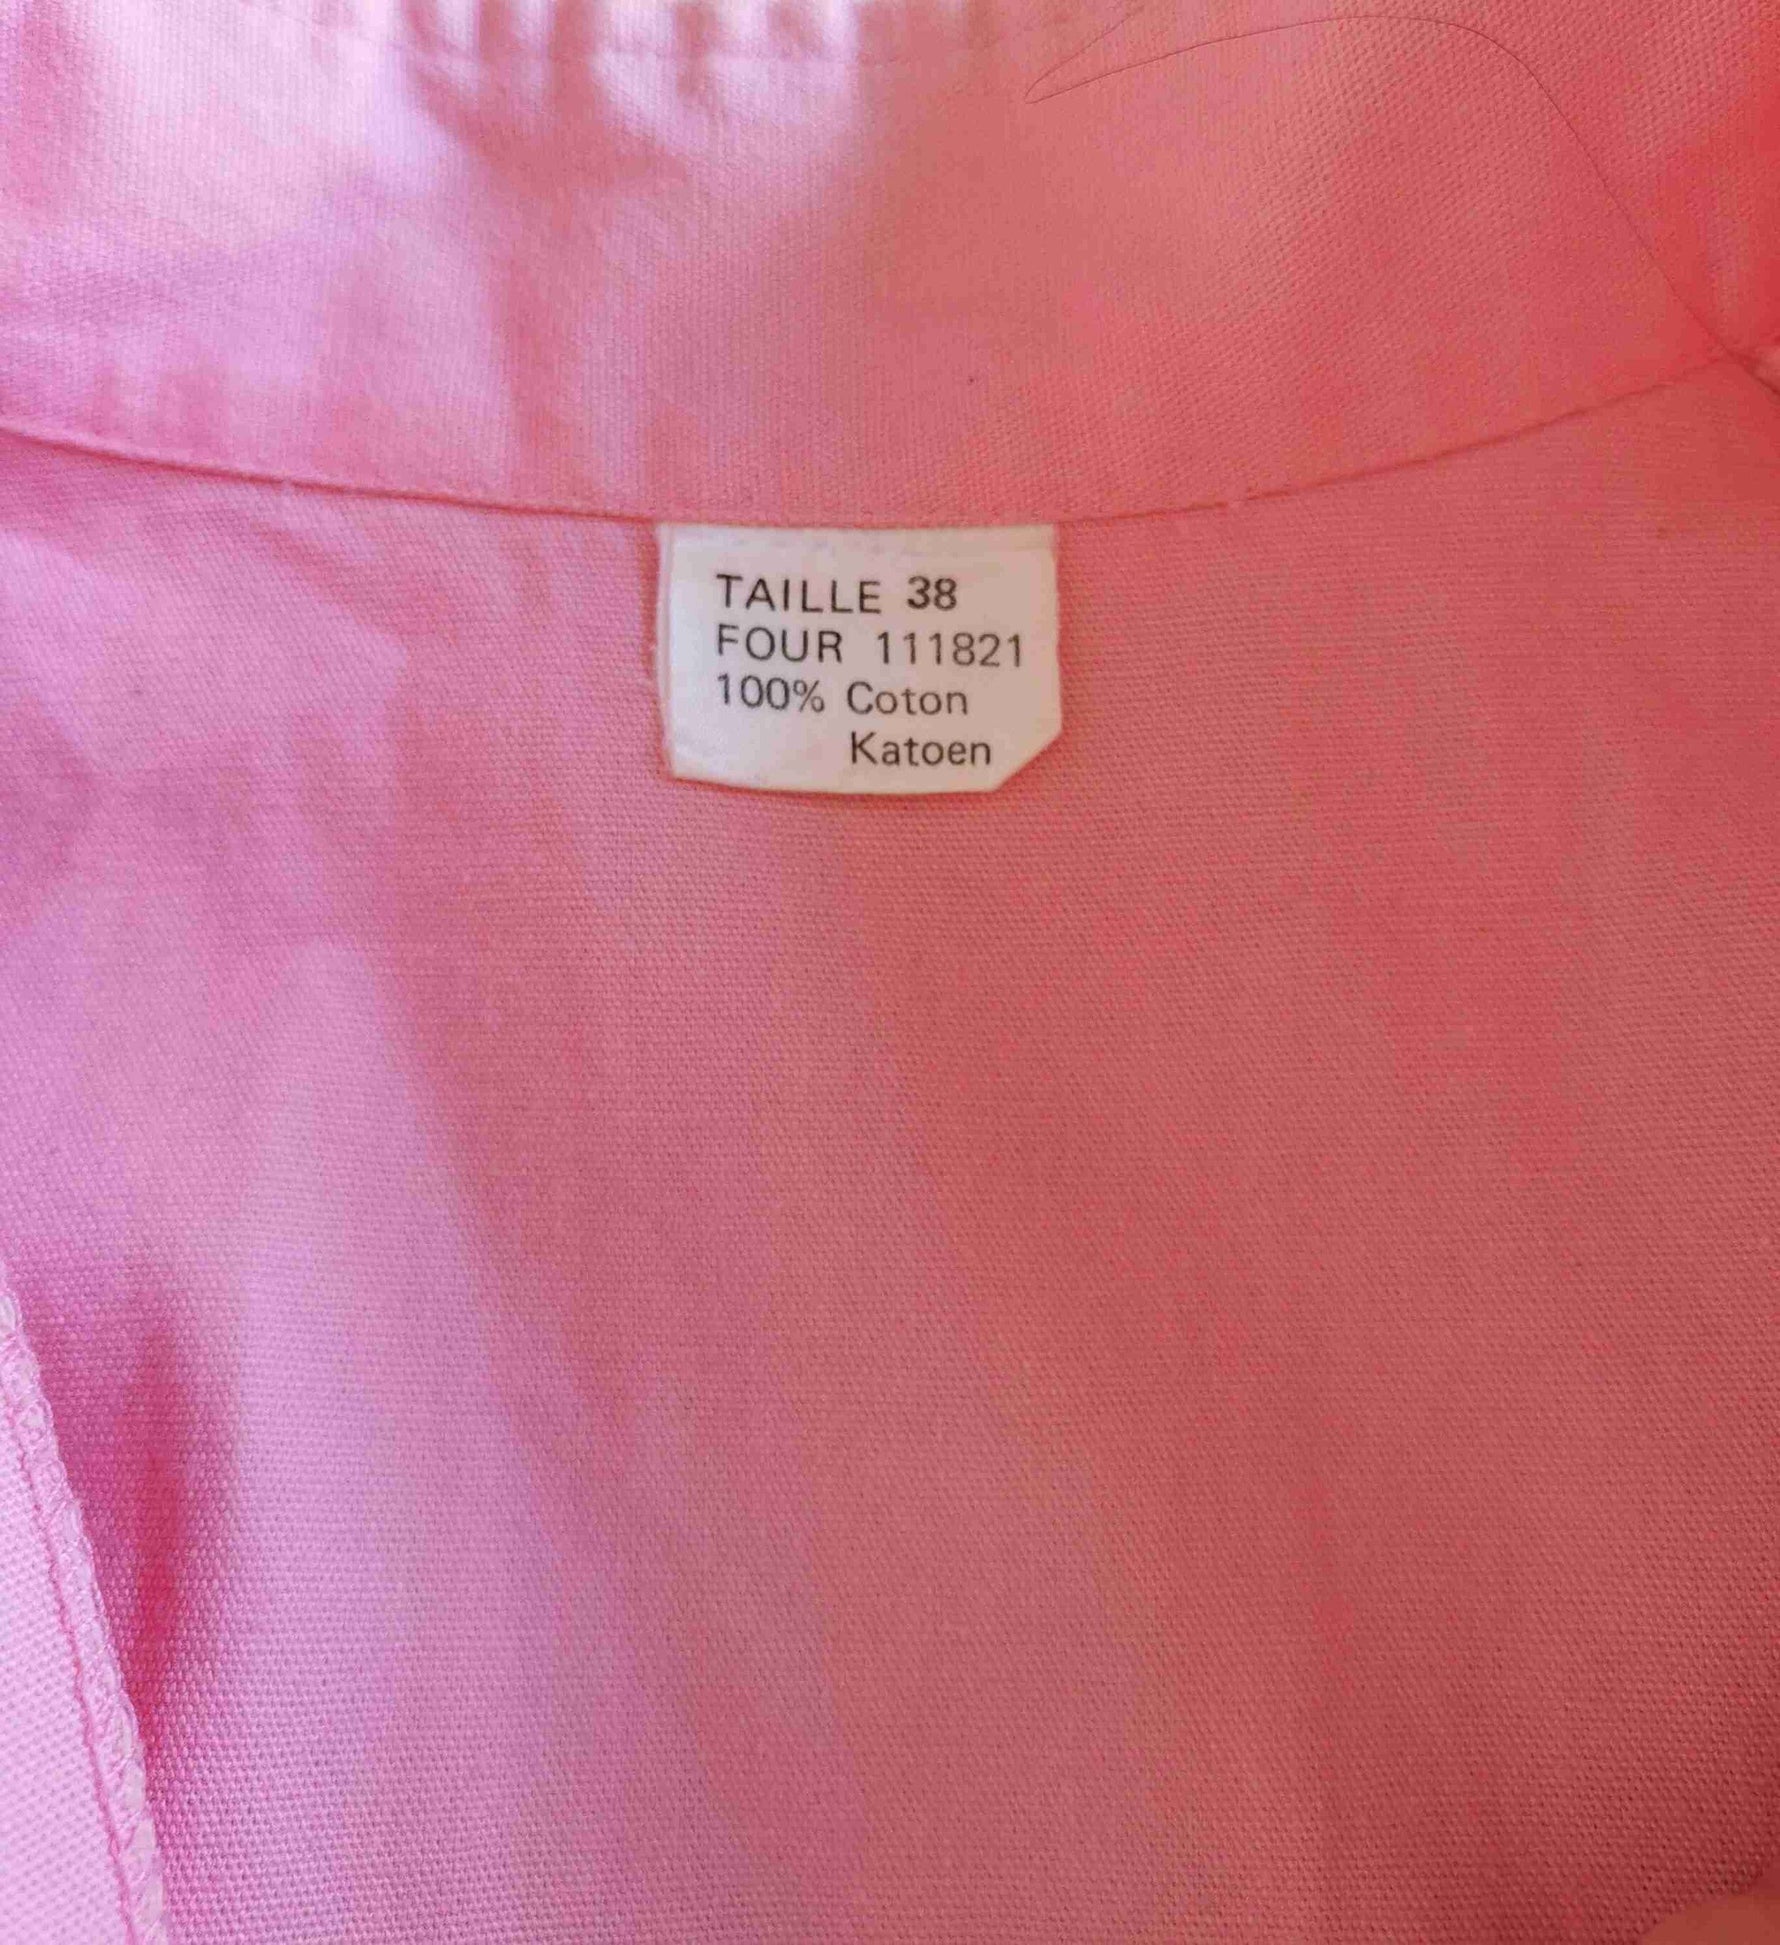 TAILLE 38
FOUR 111821
100% Coton
Katoen